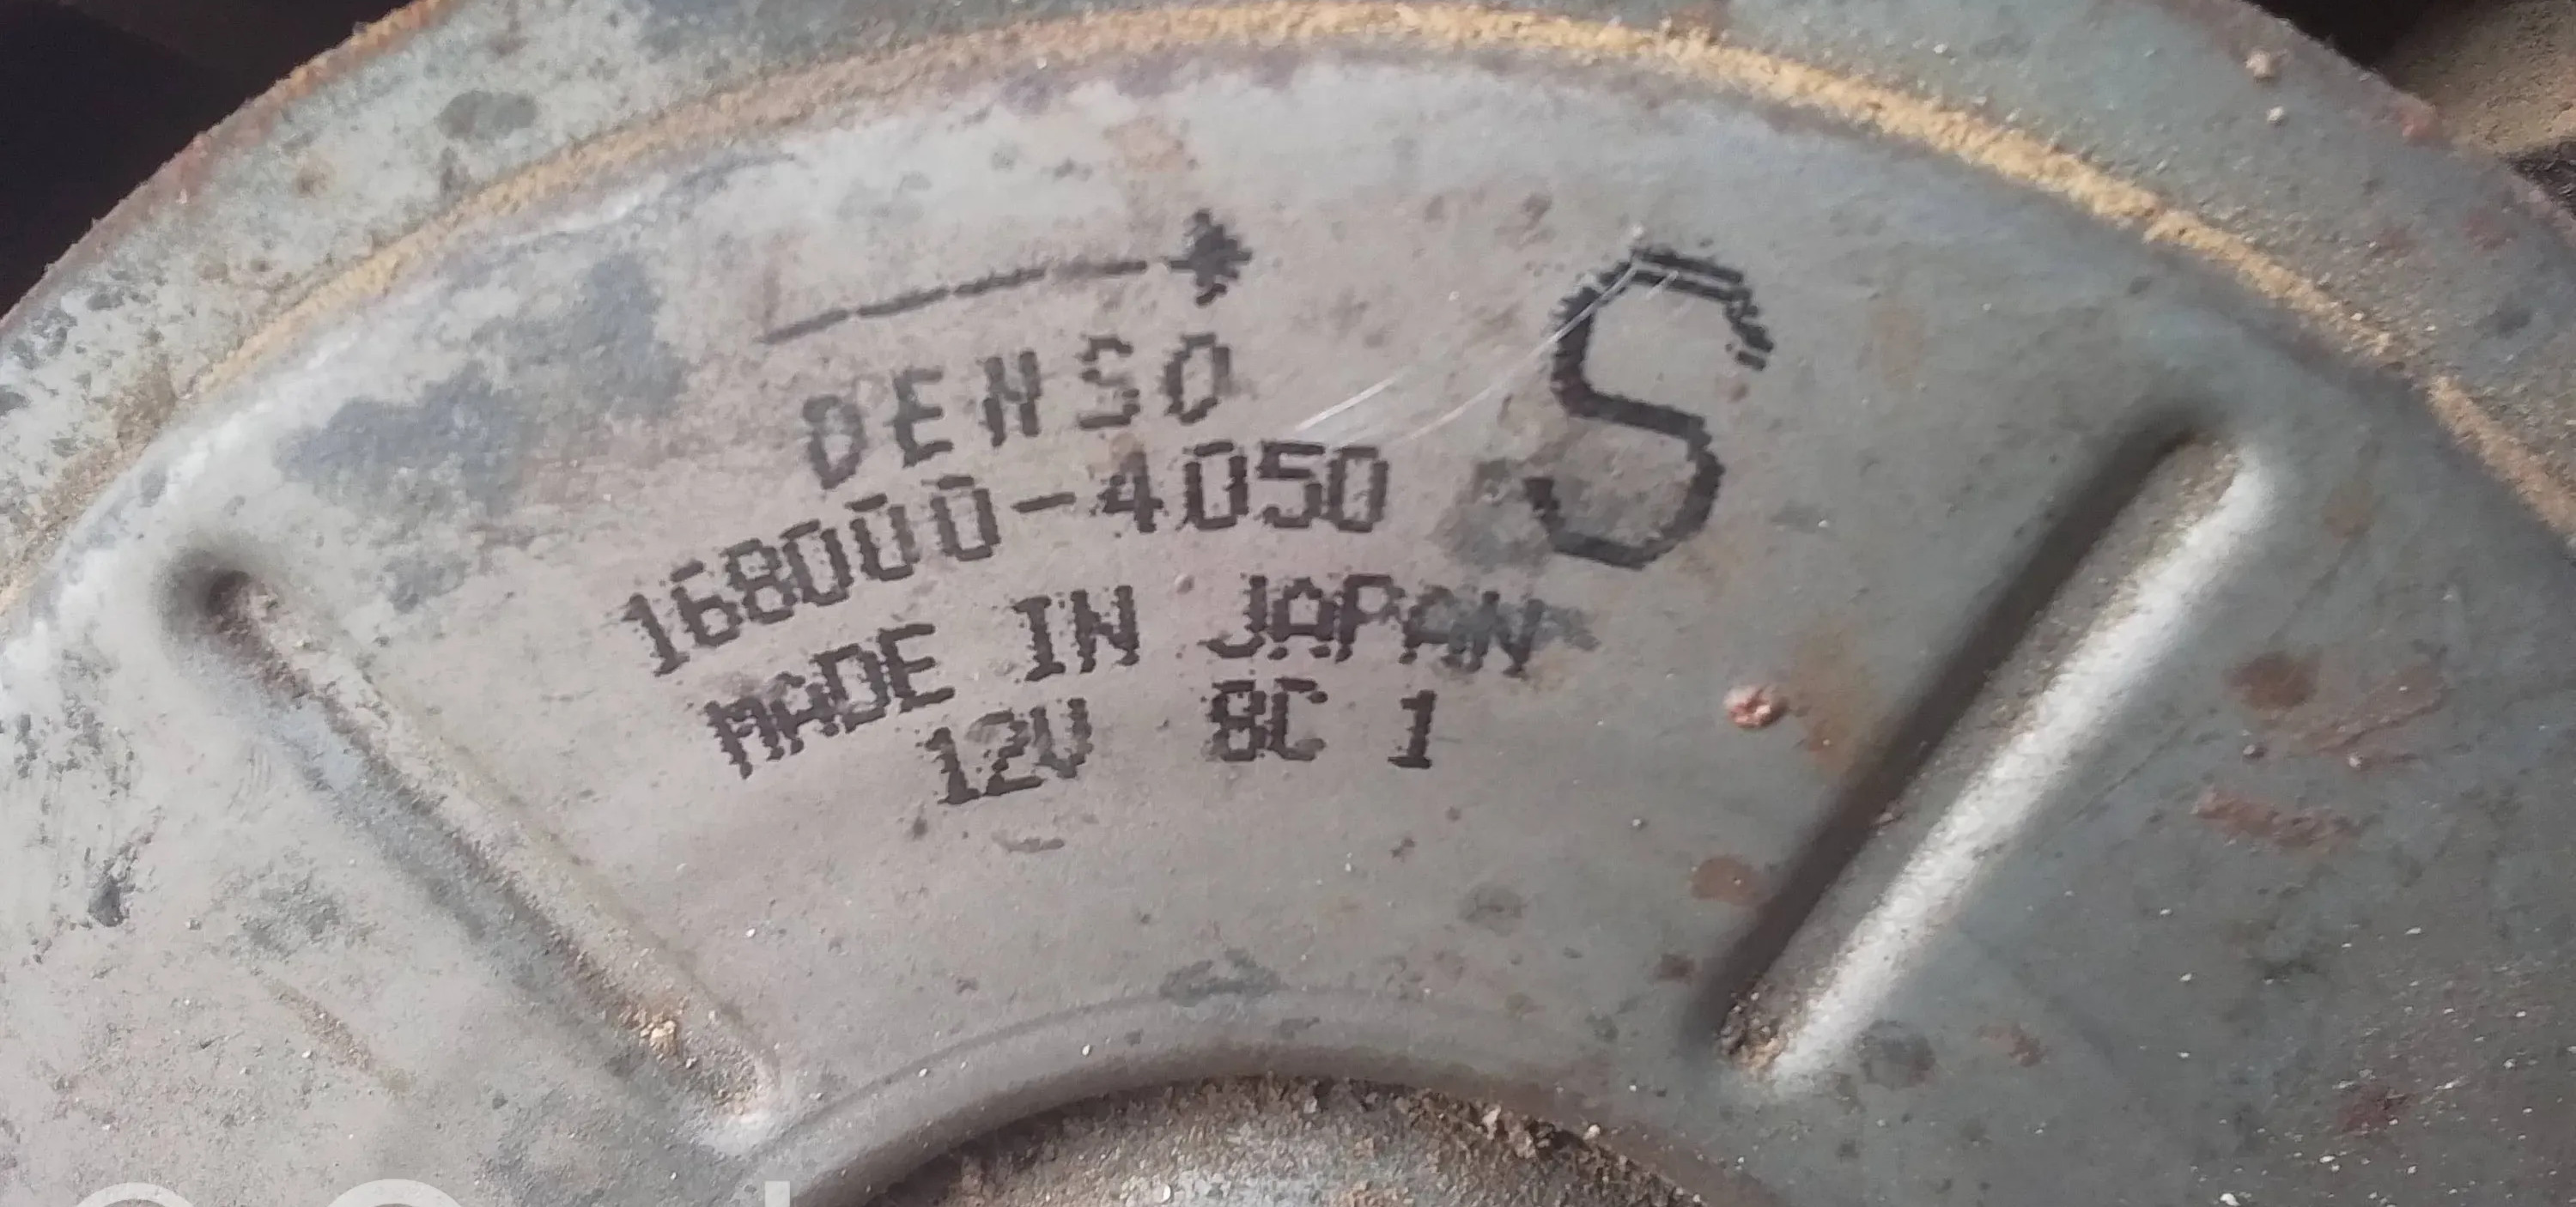 DENSO
S
168000-4050
MADE IN JAPAN
12V 8C 1